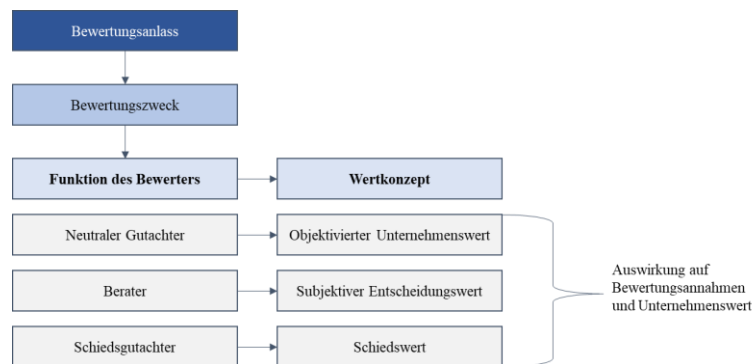 Bewertungsanlass
Bewertungszweck
Funktion des Bewerters
Wertkonzept
Neutraler Gutachter
Objektivierter Unternehmenswert
Berater
Subjektiver Entscheidungswert
Schiedsgutachter
Schiedswert
Auswirkung auf
Bewertungsannahmen
und Unternehmenswert